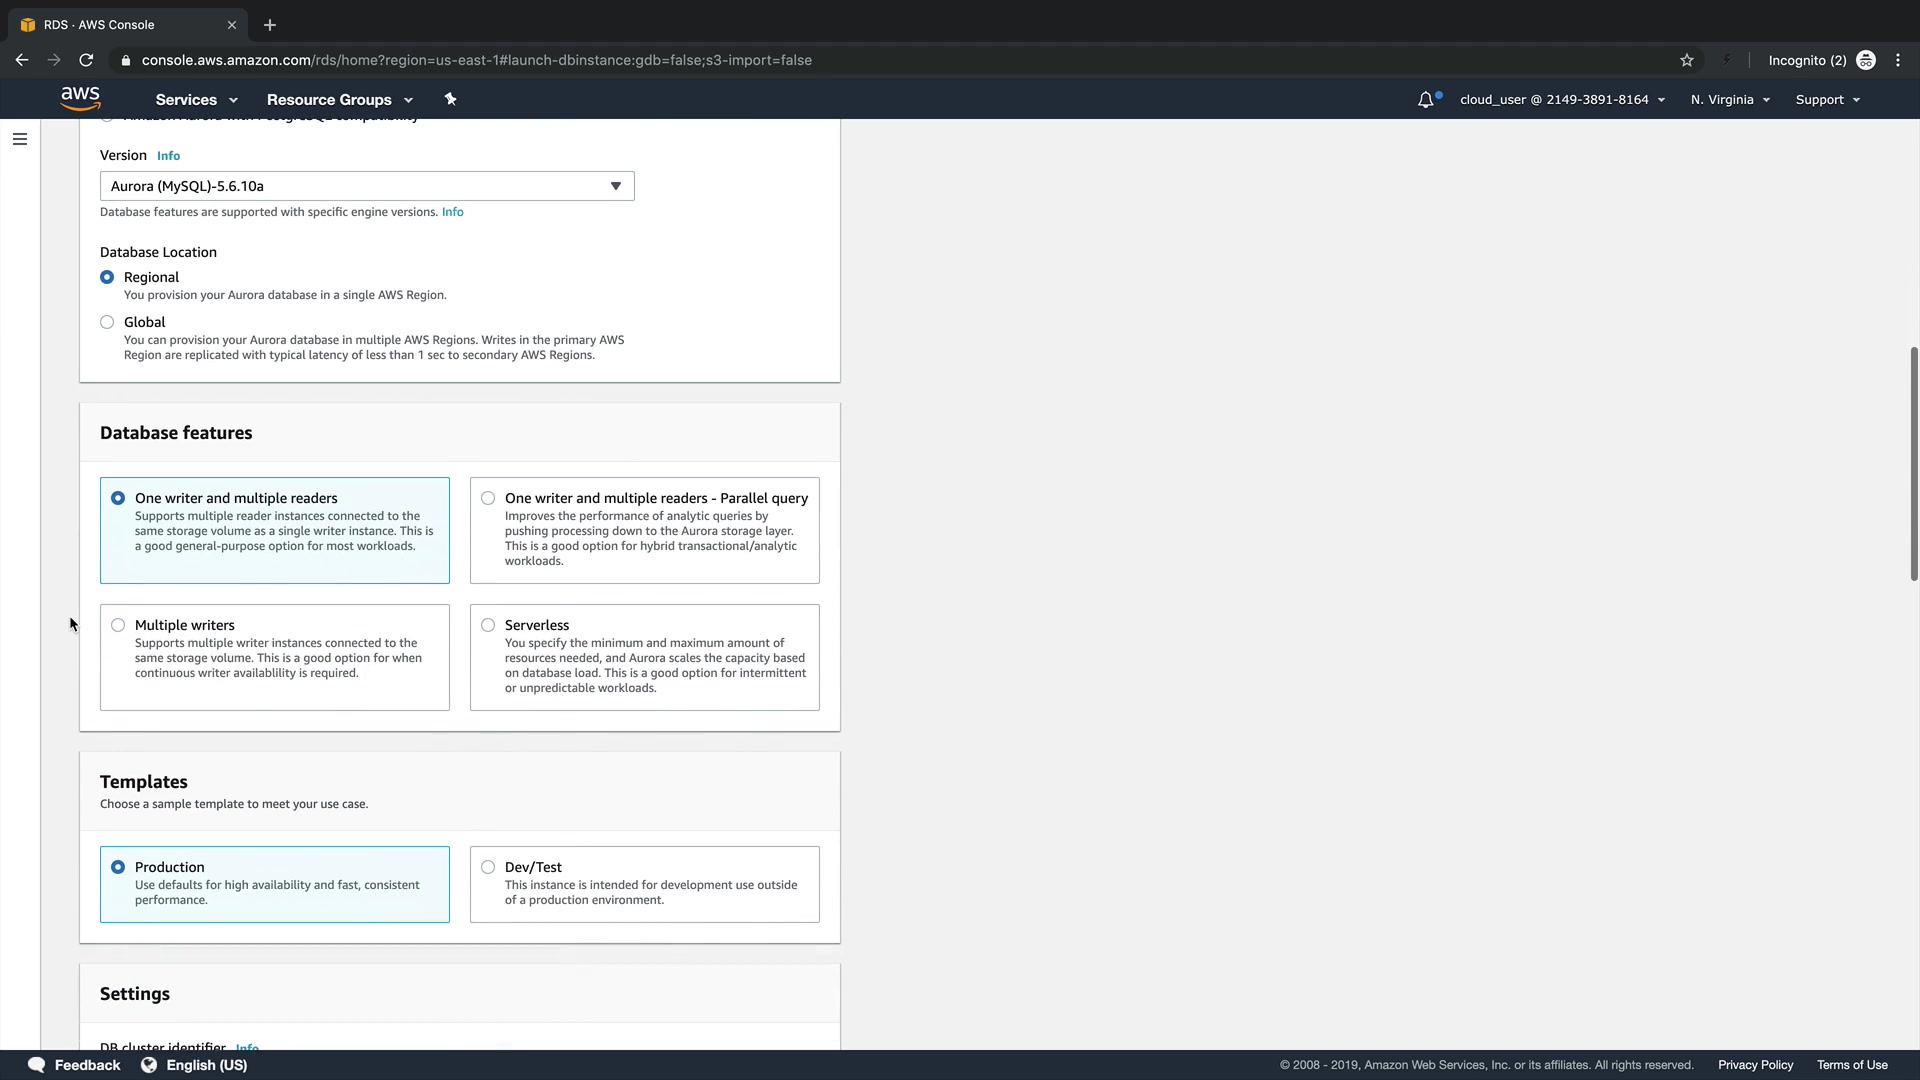 RDS · AWS Console
console.aws.amazon.com/rds/home?region=us-east-1#launch-dbinstance:gdb=false;s3-import=false
Incognito (2)
aws
Services
Resource Groups
cloud_user @ 2149-3891-8164
N. Virginia
Support
Amazon Aurora with PostgreSQL compatibility
Version Info
Aurora (MySQL)-5.6.10a
Database features are supported with specific engine versions. Info
Database Location
Regional
You provision your Aurora database in a single AWS Region.
Global
You can provision your Aurora database in multiple AWS Regions. Writes in the primary AWS
Region are replicated with typical latency of less than 1 sec to secondary AWS Regions.
Database features
One writer and multiple readers
Supports multiple reader instances connected to the
same storage volume as a single writer instance. This is
a good general-purpose option for most workloads.
One writer and multiple readers - Parallel query
Improves the performance of analytic queries by
pushing processing down to the Aurora storage layer.
This is a good option for hybrid transactional/analytic
workloads.
Multiple writers
Supports multiple writer instances connected to the
same storage volume. This is a good option for when
continuous writer availablility is required.
Serverless
You specify the minimum and maximum amount of
resources needed, and Aurora scales the capacity based
on database load. This is a good option for intermittent
or unpredictable workloads.
Templates
Choose a sample template to meet your use case.
Production
Use defaults for high availability and fast, consistent
performance.
Dev/Test
This instance is intended for development use outside
of a production environment.
Settings
DB cluster identifier Info
Feedback
English (US)
© 2008 - 2019, Amazon Web Services, Inc. or its affiliates. All rights reserved.
Privacy Policy
Terms of Use